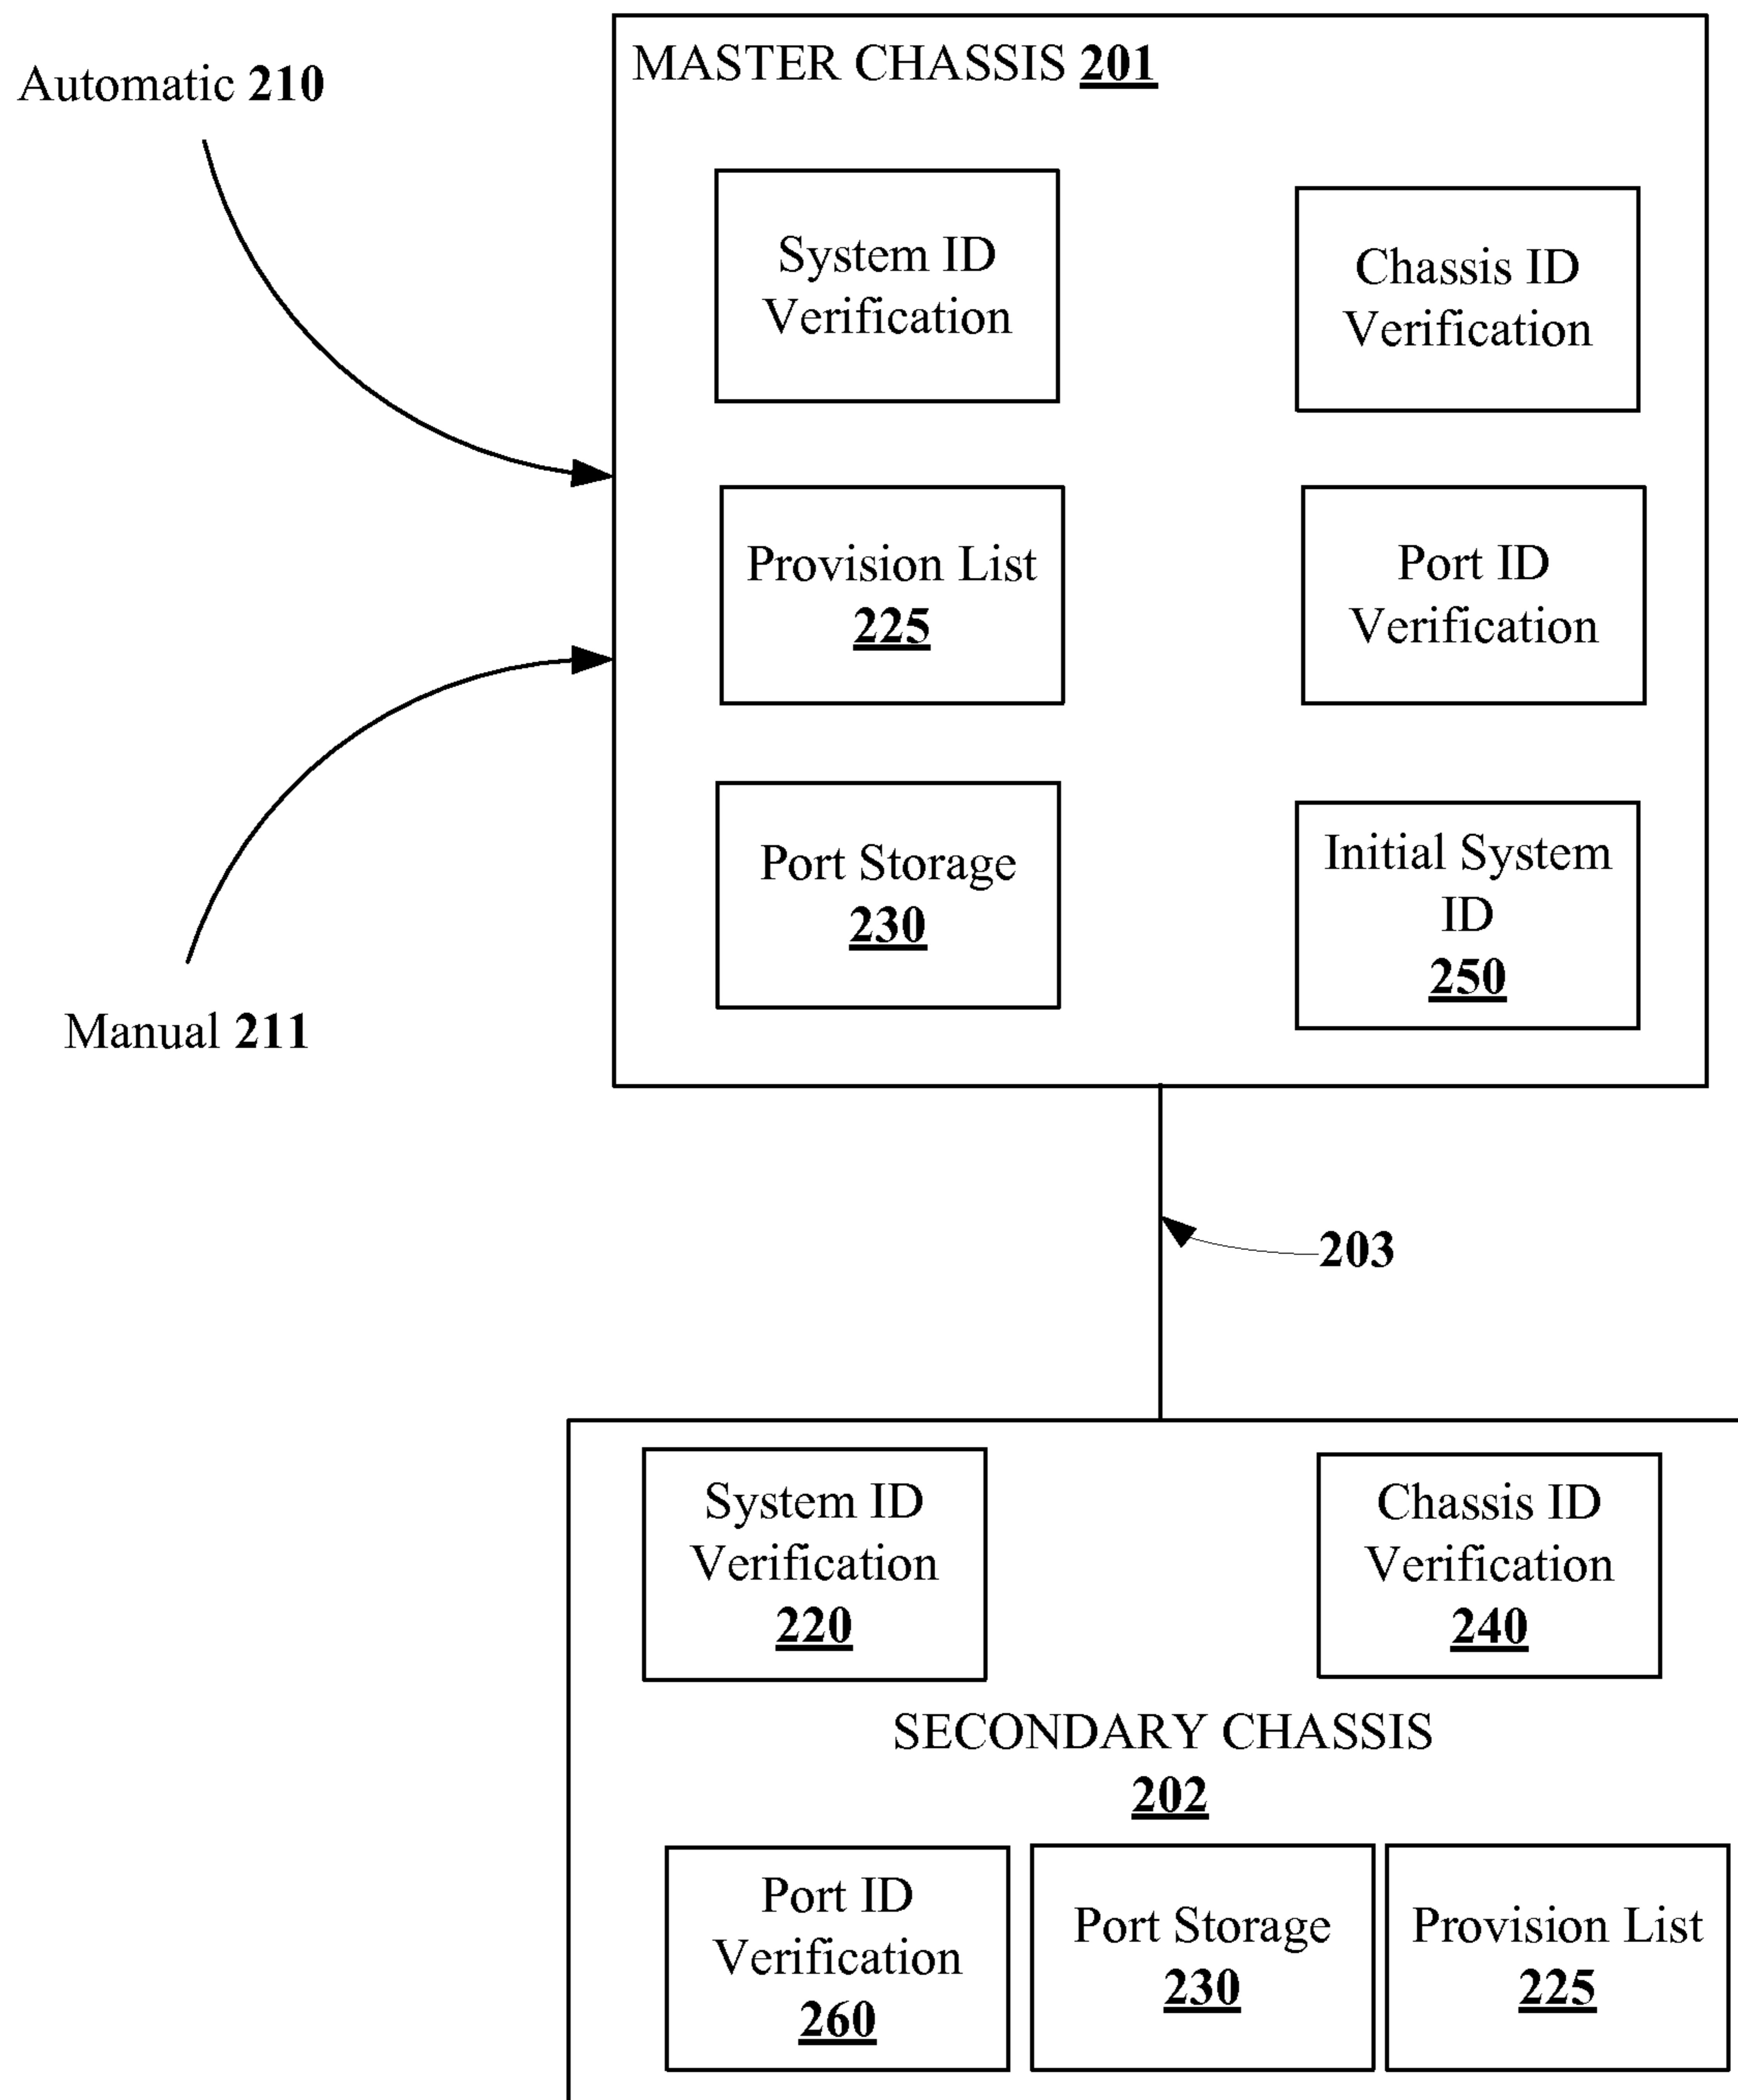 Automatic 210
MASTER CHASSIS 201
System ID
Verification
Chassis ID
Verification
Provision List
225
Port ID
Verification
Port Storage
230
Initial System
ID
250
Manual 211
203
System ID
Verification
220
Chassis ID
Verification
240
SECONDARY CHASSIS
202
Port ID
Verification
260
Port Storage
230
Provision List
225